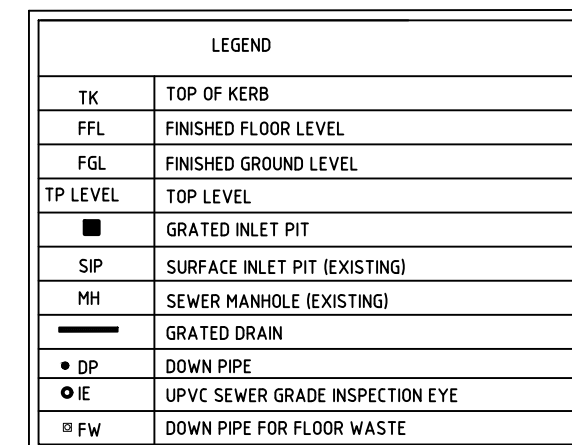 LEGEND
TK TOP OF KERB
FFL FINISHED FLOOR LEVEL
FGL FINISHED GROUND LEVEL
TP LEVEL TOP LEVEL
GRATED INLET PIT
SIP SURFACE INLET PIT (EXISTING)
MH SEWER MANHOLE (EXISTING)
GRATED DRAIN
DP DOWN PIPE
IE UPVC SEWER GRADE INSPECTION EYE
FW DOWN PIPE FOR FLOOR WASTE